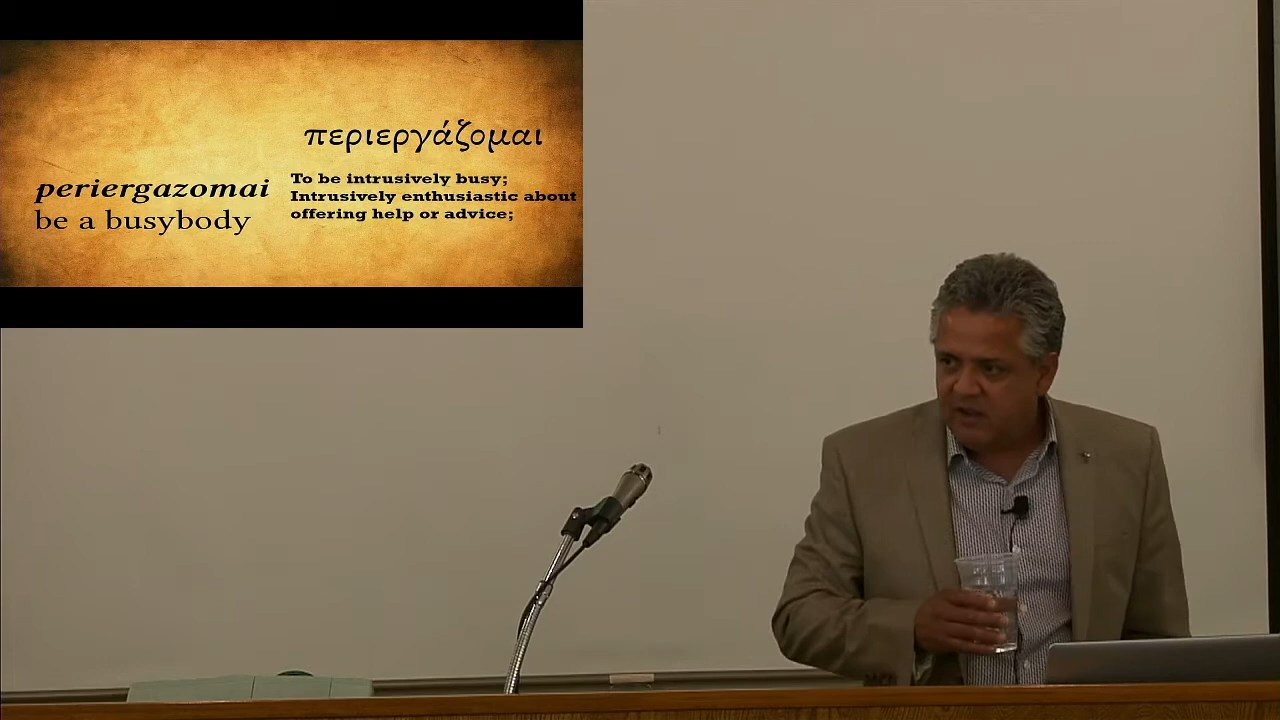 περιεργάζομαι
periergazomai
be a busybody
To be intrusively busy;
Intrusively enthusiastic about
offering help or advice;